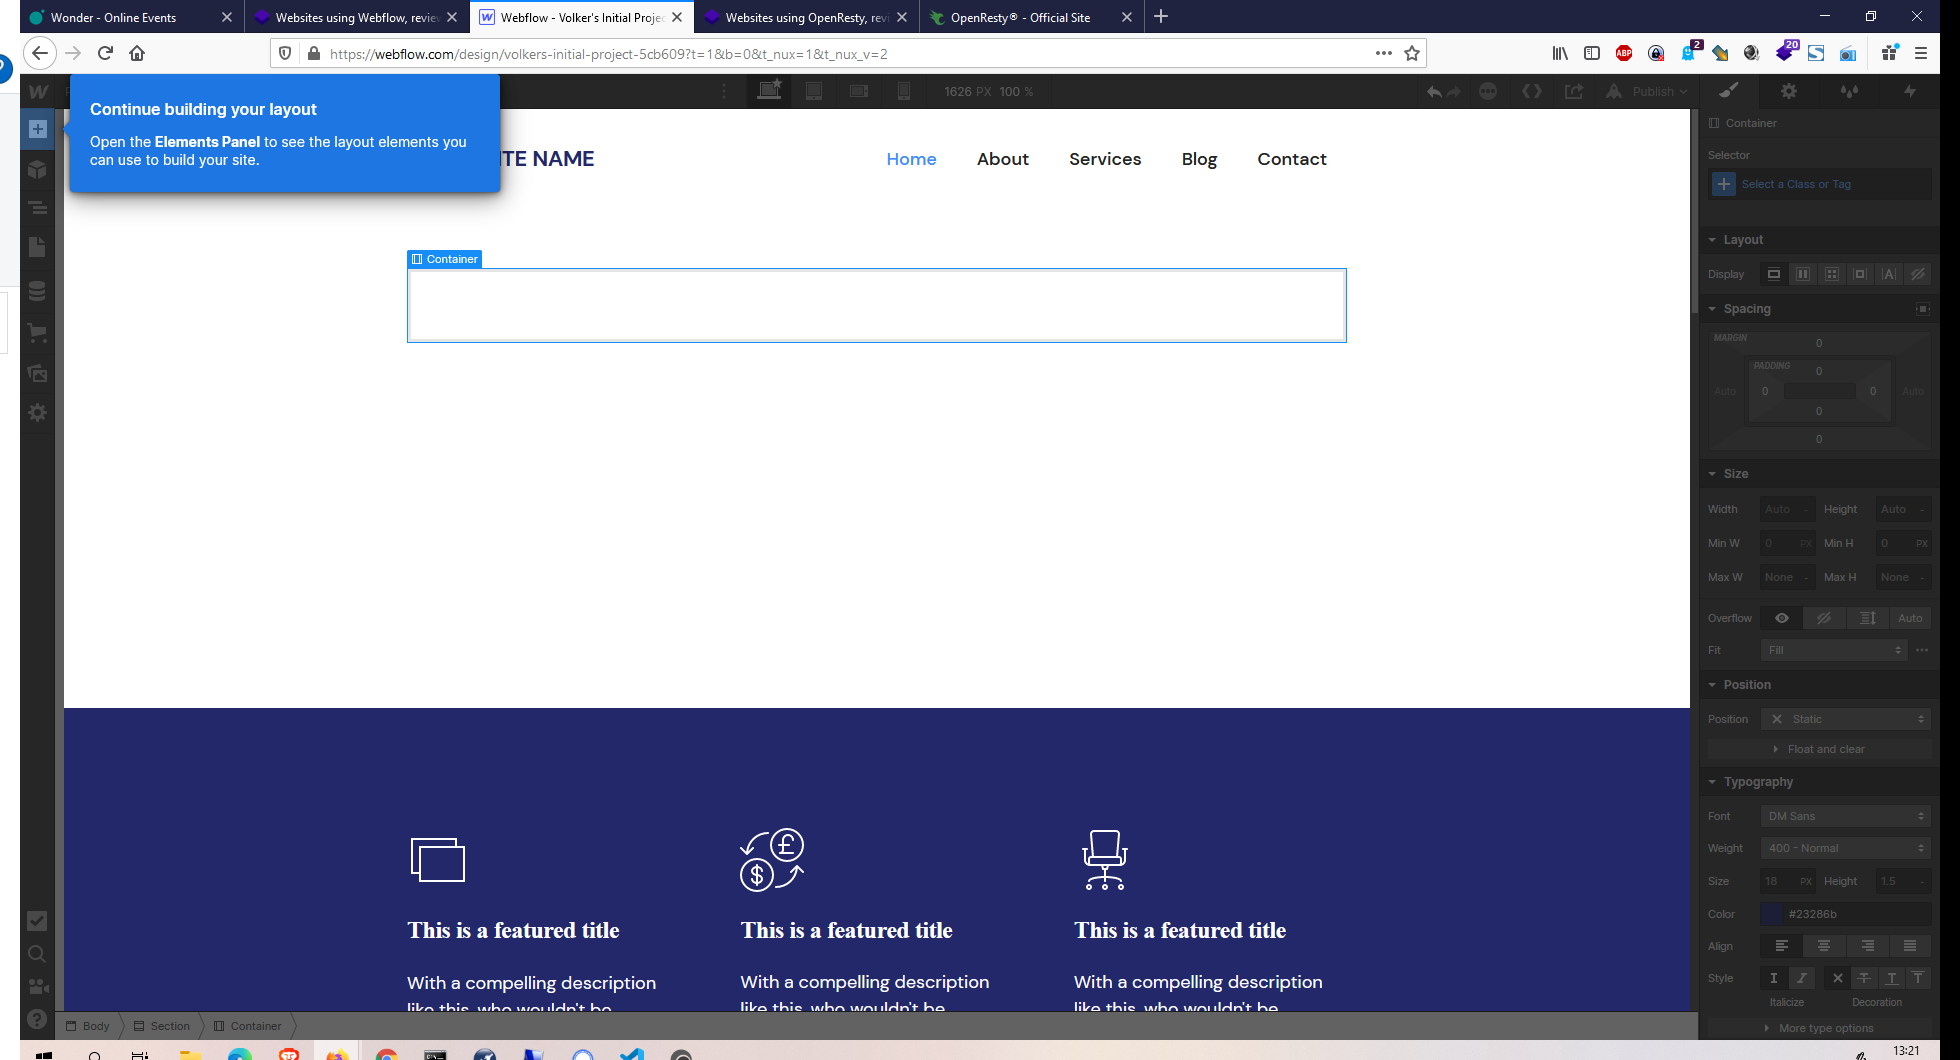 Wonder - Online Events
Websites using Webflow, review
Webflow - Volker's Initial Projec
Websites using OpenResty, revi
OpenResty® - Official Site
https://webflow.com/design/volkers-initial-project-5cb609?t=1&b=0&t_nux=1&t_nux_v=2
ABP
2
20
Continue building your layout
Open the Elements Panel to see the layout elements you
can use to build your site.
1626 PX 100 %
Publish
ITE NAME
Home
About
Services
Blog
Contact
Container
Container
Selector
Select a Class or Tag
Layout
Display
Spacing
MARGIN
0
PADDING
0
Auto
0
0
Auto
0
0
Size
Width
Auto -
Height
Auto -
Min W
0 PX
Min H
0 PX
Max W
None -
Max H
None -
Overflow
Auto
Fit
Fill
Position
Position
Static
Float and clear
Typography
Font
DM Sans
Weight
400 - Normal
Size
18 PX
Height
1.5 -
Color
#23286b
Align
Style
Italicize
Decoration
More type options
This is a featured title
This is a featured title
This is a featured title
With a compelling description
like this, who wouldn't be
With a compelling description
like this, who wouldn't be
With a compelling description
like this, who wouldn't be
Body
Section
Container
13:21